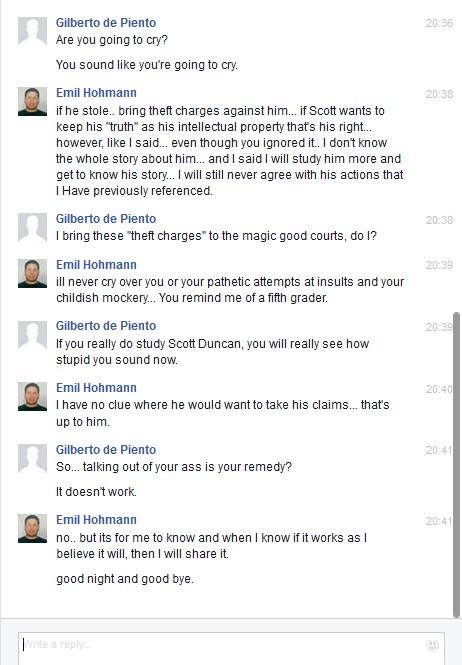 Gilberto de Piento 20:36
Are you going to cry?
You sound like you're going to cry.
Emil Hohmann 20:38
if he stole.. bring theft charges against him... if Scott wants to
keep his "truth" as his intellectual property that's his right...
however, like I said... even though you ignored it.. I don't know
the whole story about him... and I said I will study him more and
get to know his story... I will still never agree with his actions that
I Have previously referenced.
Gilberto de Piento 20:38
I bring these "theft charges" to the magic good courts, do I?
Emil Hohmann 20:39
ill never cry over you or your pathetic attempts at insults and your
childish mockery... You remind me of a fifth grader.
Gilberto de Piento 20:39
If you really do study Scott Duncan, you will really see how
stupid you sound now.
Emil Hohmann 20:40
I have no clue where he would want to take his claims... that's
up to him.
Gilberto de Piento 20:41
So... talking out of your ass is your remedy?
It doesn't work.
Emil Hohmann 20:41
no.. but its for me to know and when I know if it works as I
believe it will, then I will share it.
good night and good bye.
Write a reply...